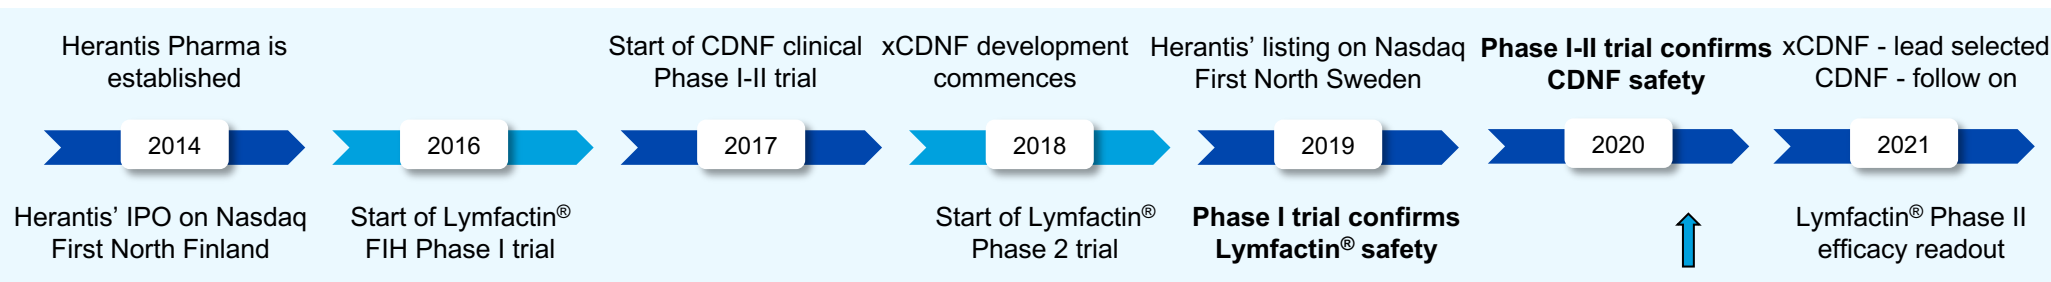 Herantis Pharma is
established
2014
Herantis’ IPO on Nasdaq
First North Finland
2016
Start of Lymfactin®
FIH Phase I trial
Start of CDNF clinical
Phase I-II trial
2017
xCDNF development
commences
2018
Start of Lymfactin®
Phase 2 trial
Herantis’ listing on Nasdaq
First North Sweden
2019
Phase I trial confirms
Lymfactin® safety
Phase I-II trial confirms
CDNF safety
2020
xCDNF - lead selected
CDNF - follow on
2021
Lymfactin® Phase II
efficacy readout